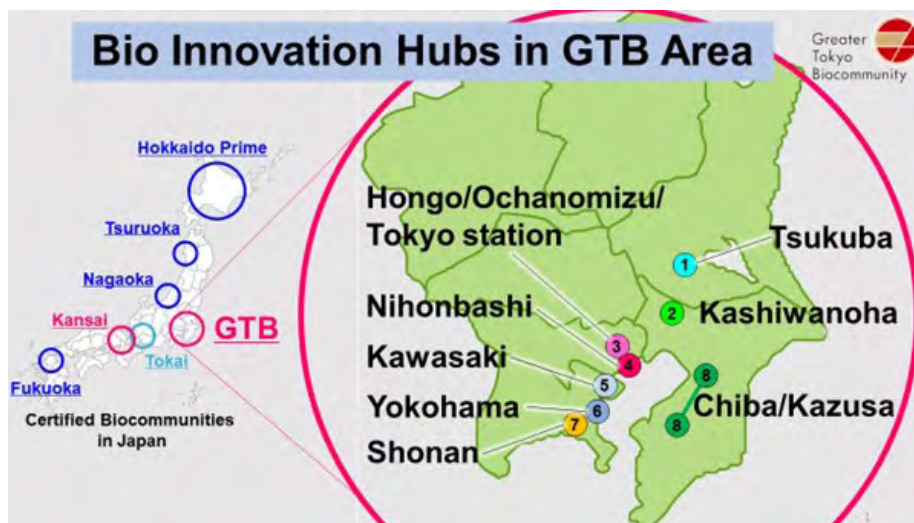 Bio Innovation Hubs in GTB Area
Greater
Tokyo
Biocommunity
Hokkaido Prime
Tsuruoka
Nagaoka
Kansai
GTB
Tokai
Fukuoka
Certified Biocommunities
in Japan
Hongo/Ochanomizu/
Tokyo station
Nihonbashi
Kawasaki
Yokohama
Shonan
Tsukuba
Kashiwanoha
Chiba/Kazusa
1
2
3
4
5
6
7
8
8
1